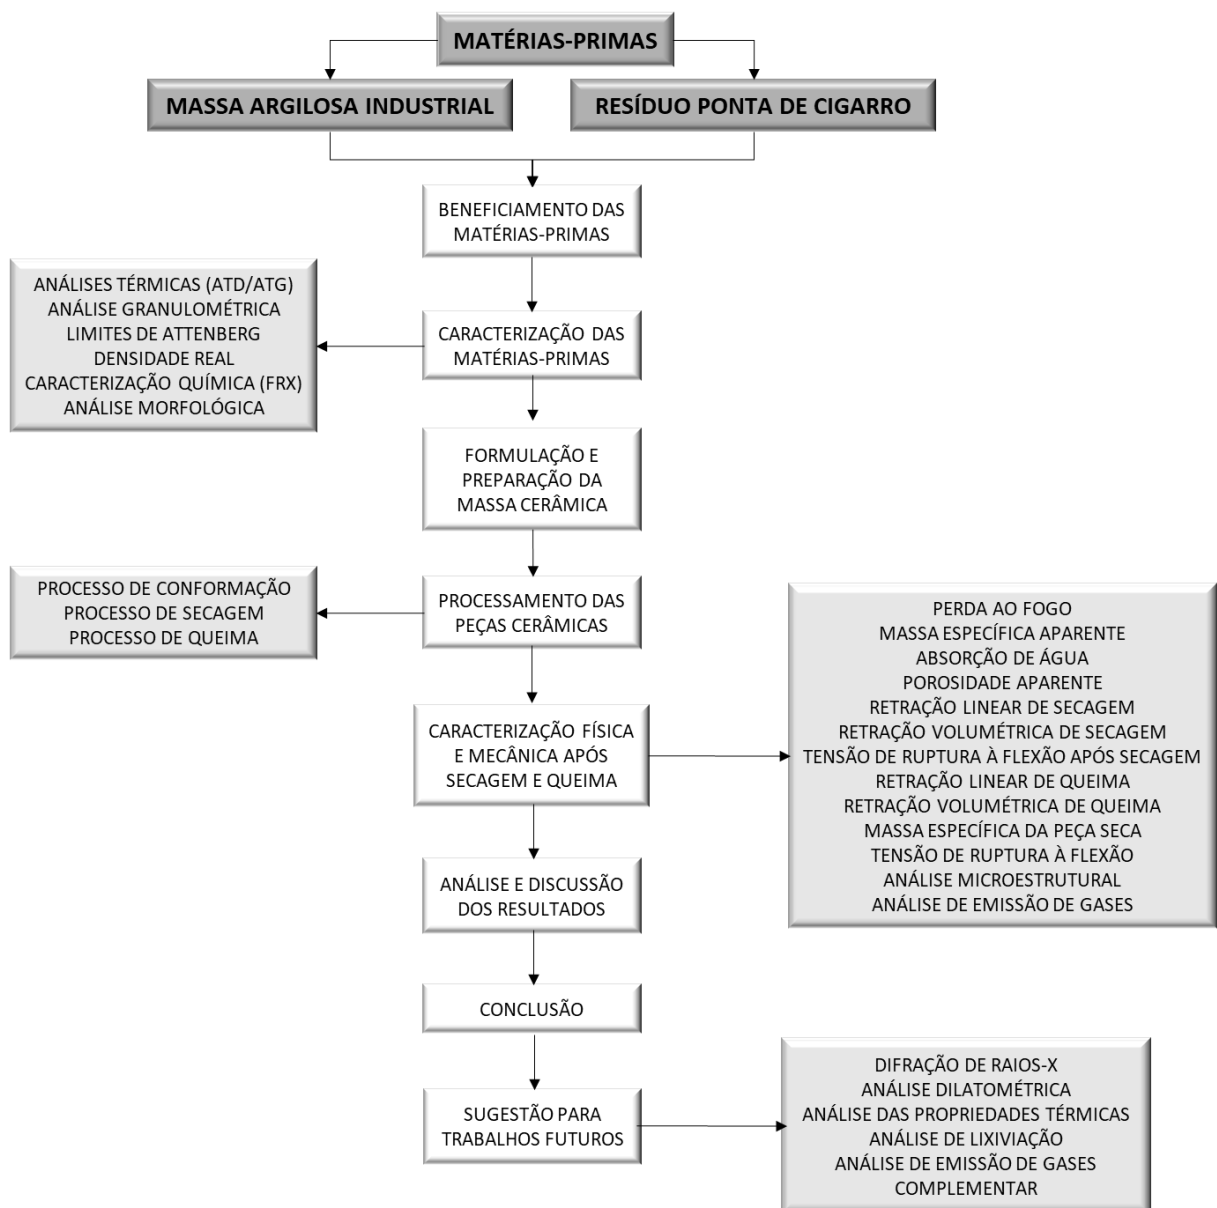 MATÉRIAS-PRIMAS
MASSA ARGILOSA INDUSTRIAL
RESÍDUO PONTA DE CIGARRO
BENEFICIAMENTO DAS
MATÉRIAS-PRIMAS
ANÁLISES TÉRMICAS (ATD/ATG)
ANÁLISE GRANULOMÉTRICA
LIMITES DE ATTENBERG
DENSIDADE REAL
CARACTERIZAÇÃO QUÍMICA (FRX)
ANÁLISE MORFOLÓGICA
CARACTERIZAÇÃO DAS
MATÉRIAS-PRIMAS
FORMULAÇÃO E
PREPARAÇÃO DA
MASSA CERÂMICA
PROCESSO DE CONFORMAÇÃO
PROCESSO DE SECAGEM
PROCESSO DE QUEIMA
PROCESSAMENTO DAS
PEÇAS CERÂMICAS
CARACTERIZAÇÃO FÍSICA
E MECÂNICA APÓS
SECAGEM E QUEIMA
PERDA AO FOGO
MASSA ESPECÍFICA APARENTE
ABSORÇÃO DE ÁGUA
POROSIDADE APARENTE
RETRAÇÃO LINEAR DE SECAGEM
RETRAÇÃO VOLUMÉTRICA DE SECAGEM
TENSÃO DE RUPTURA À FLEXÃO APÓS SECAGEM
RETRAÇÃO LINEAR DE QUEIMA
RETRAÇÃO VOLUMÉTRICA DE QUEIMA
MASSA ESPECÍFICA DA PEÇA SECA
TENSÃO DE RUPTURA À FLEXÃO
ANÁLISE MICROESTRUTURAL
ANÁLISE DE EMISSÃO DE GASES
ANÁLISE E DISCUSSÃO
DOS RESULTADOS
CONCLUSÃO
SUGESTÃO PARA
TRABALHOS FUTUROS
DIFRAÇÃO DE RAIOS-X
ANÁLISE DILATOMÉTRICA
ANÁLISE DAS PROPRIEDADES TÉRMICAS
ANÁLISE DE LIXIVIAÇÃO
ANÁLISE DE EMISSÃO DE GASES
COMPLEMENTAR